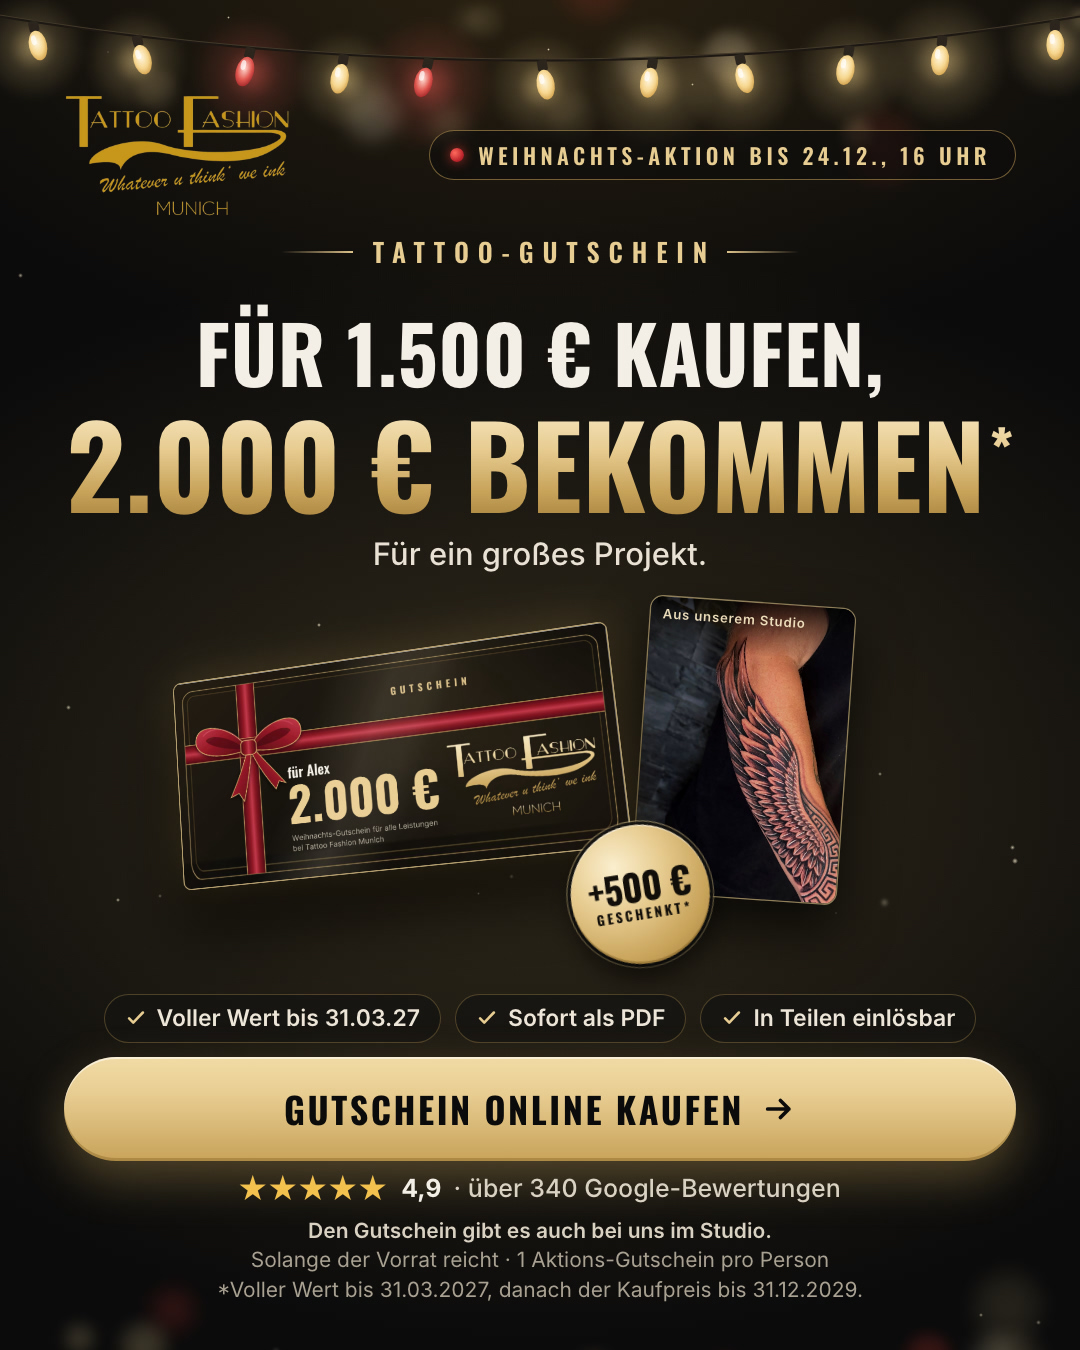 TATTOO FASHION
Whatever u think' we ink
MUNICH
WEIHNACHTS-AKTION BIS 24.12., 16 UHR
TATTOO-GUTSCHEIN
FÜR 1.500 € KAUFEN,
2.000 € BEKOMMEN*
Für ein großes Projekt.
Aus unserem Studio
GUTSCHEIN
für Alex
2.000 €
Weihnachts-Gutschein für alle Leistungen
bei Tattoo Fashion Munich
TATTOO FASHION
Whatever u think' we ink
MUNICH
+500 €
GESCHENKT*
Voller Wert bis 31.03.27
Sofort als PDF
In Teilen einlösbar
GUTSCHEIN ONLINE KAUFEN →
★★★★★ 4,9 · über 340 Google-Bewertungen
Den Gutschein gibt es auch bei uns im Studio.
Solange der Vorrat reicht · 1 Aktions-Gutschein pro Person
*Voller Wert bis 31.03.2027, danach der Kaufpreis bis 31.12.2029.